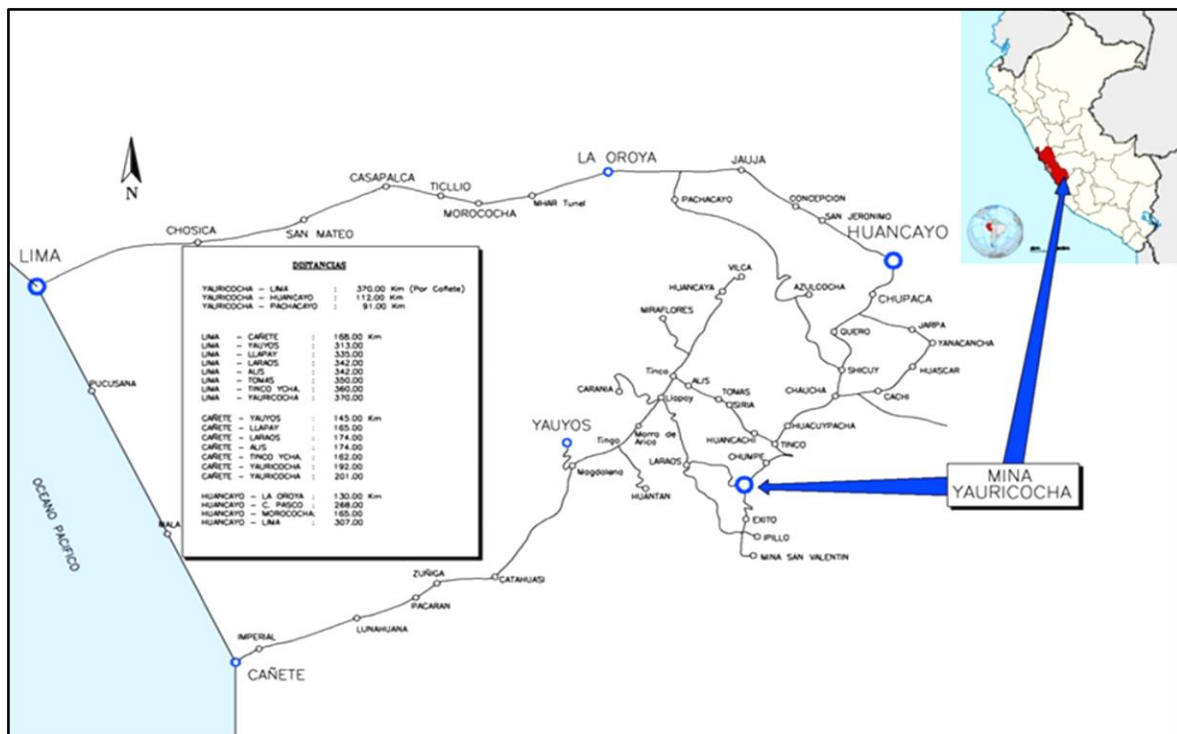 LA OROYA
JAUJA
CASAPALCA
TICLLIO
MOROCOCHA
MHAR Tunel
PACHACAYO
CONCEPCION
SAN JERONIMO
N
CHOSICA
SAN MATEO
HUANCAYO
LIMA
DISTANCIAS
YAURICOCHA – LIMA : 370.00 Km (Por Cañete)
YAURICOCHA – HUANCAYO : 112.00 Km
YAURICOCHA – PACHACAYO : 91.00 Km
LIMA – CAÑETE : 168.00 Km
LIMA – YAUYOS : 313.00
LIMA – LLAPAY : 335.00
LIMA – LARAOS : 342.00
LIMA – ALIS : 342.00
LIMA – TOMAS : 350.00
LIMA – TINCO YCHA. : 360.00
LIMA – YAURICOCHA : 370.00
CAÑETE – YAUYOS : 145.00 Km
CAÑETE – LLAPAY : 165.00
CAÑETE – LARAOS : 174.00
CAÑETE – ALIS : 174.00
CAÑETE – TINCO YCHA. : 162.00
CAÑETE – YAURICOCHA : 192.00
CAÑETE – YAURICOCHA : 201.00
HUANCAYO – LA OROYA : 130.00 Km
HUANCAYO – C. PASCO : 268.00
HUANCAYO – MOROCOCHA : 165.00
HUANCAYO – LIMA : 307.00
VILCA
HUANCAYA
AZULCOCHA
CHUPACA
MIRAFLORES
QUERO
JARPA
YANACANCHA
HUASCAR
SHICUY
CACHI
CHAUCHA
PUCUSANA
CARANIA
Tinco
ALIS
TOMAS
SIRIA
Llapay
HUACUYPACHA
YAUYOS
Tingo
Morro de
Arica
HUANCACHI
TINCO
CHUMPE
LARAOS
Magdalena
HUANTAN
MINA
YAURICOCHA
OCEANO PACIFICO
MALA
EXITO
IPILLO
MINA SAN VALENTIN
ZUÑIGA
CATAHUASI
PACARAN
LUNAHUANA
IMPERIAL
CAÑETE